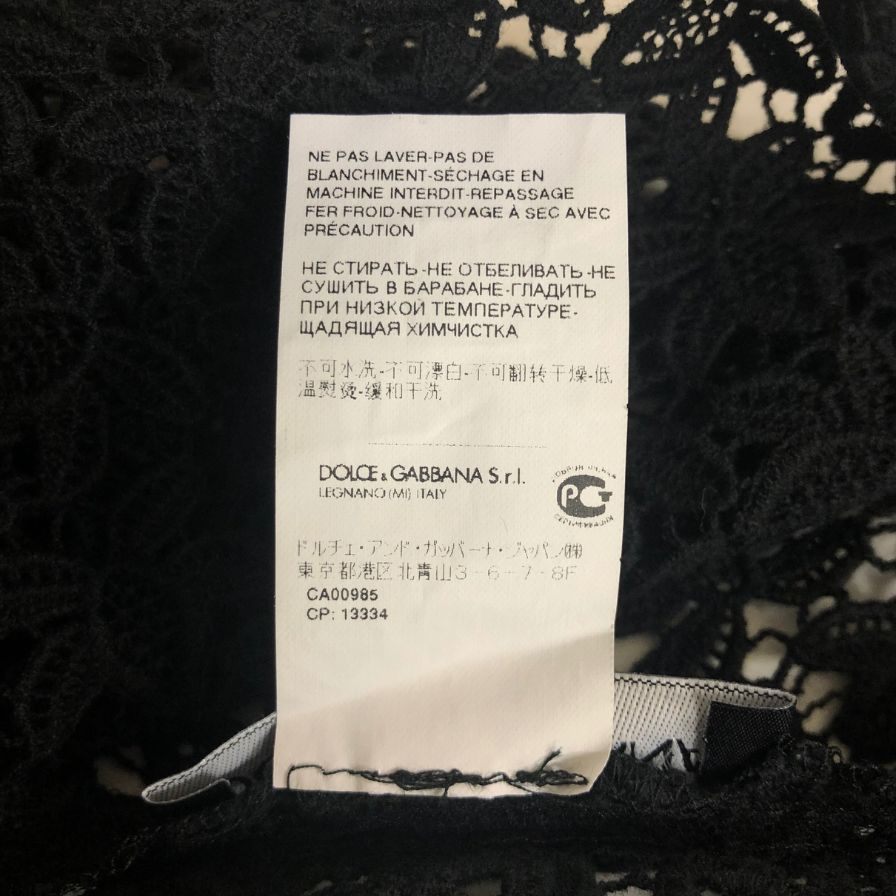 NE PAS LAVER-PAS DE
BLANCHIMENT-SÉCHAGE EN
MACHINE INTERDIT-REPASSAGE
FER FROID-NETTOYAGE À SEC AVEC
PRÉCAUTION
НЕ СТИРАТЬ-НЕ ОТБЕЛИВАТЬ-НЕ
СУШИТЬ В БАРАБАНЕ-ГЛАДИТЬ
ПРИ НИЗКОЙ ТЕМПЕРАТУРЕ-
ЩАДЯЩАЯ ХИМЧИСТКА
不可水洗-不可漂白-不可翻转干燥-低
温熨烫-缓和干洗
DOLCE & GABBANA S.r.l.
LEGNANO (MI) ITALY
ドルチェ・アンド・ガッバーナ・ジャパン(株)
東京都港区北青山3-6-7-8F
CA00985
CP: 13334